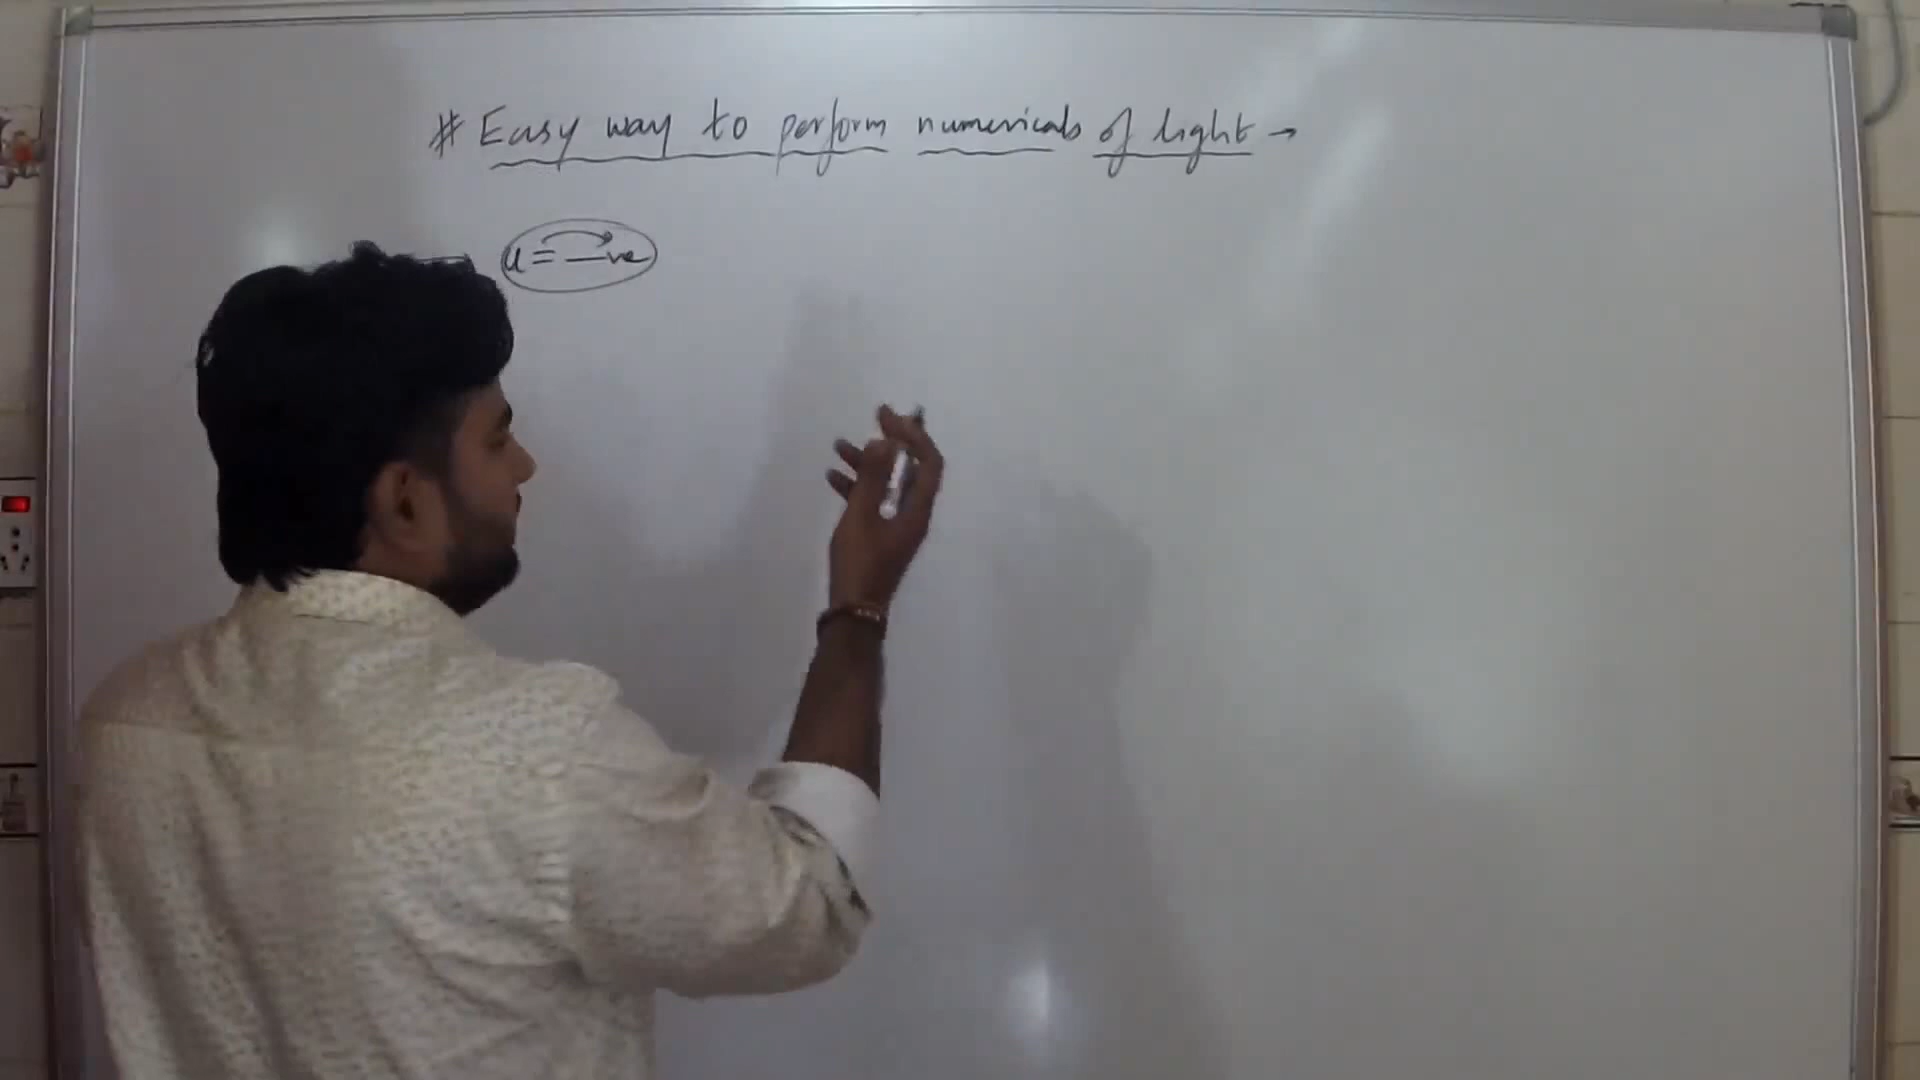 # Easy way to perform numericals of light →
u = -ve